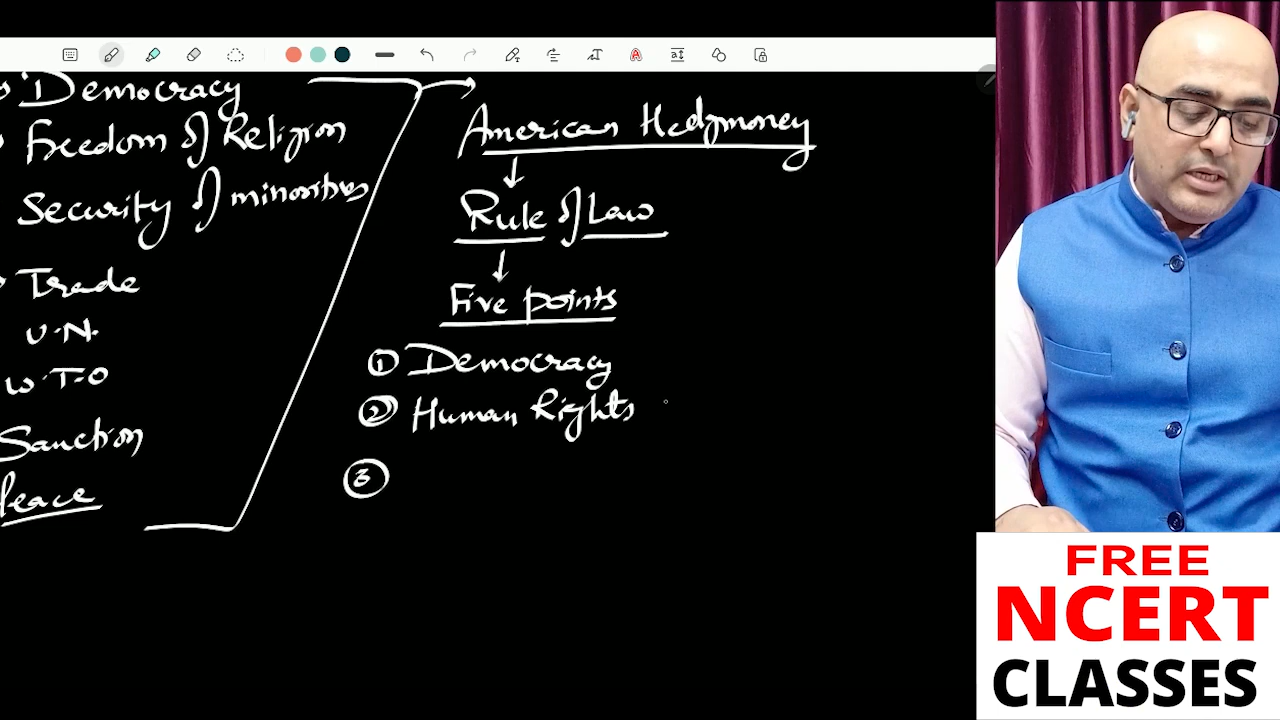 Democracy
Freedom of Religion
Security of minorities
Trade
U.N.
W.T.O
Sanction
Peace
American Hedgmoney
Rule of Law
Five points
① Democracy
② Human Rights
③
FREE
NCERT
CLASSES